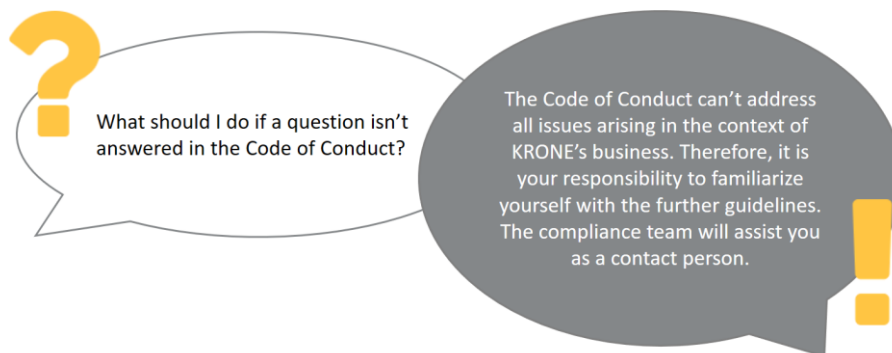 ?
What should I do if a question isn't
answered in the Code of Conduct?
The Code of Conduct can't address
all issues arising in the context of
KRONE's business. Therefore, it is
your responsibility to familiarize
yourself with the further guidelines.
The compliance team will assist you
as a contact person.
!